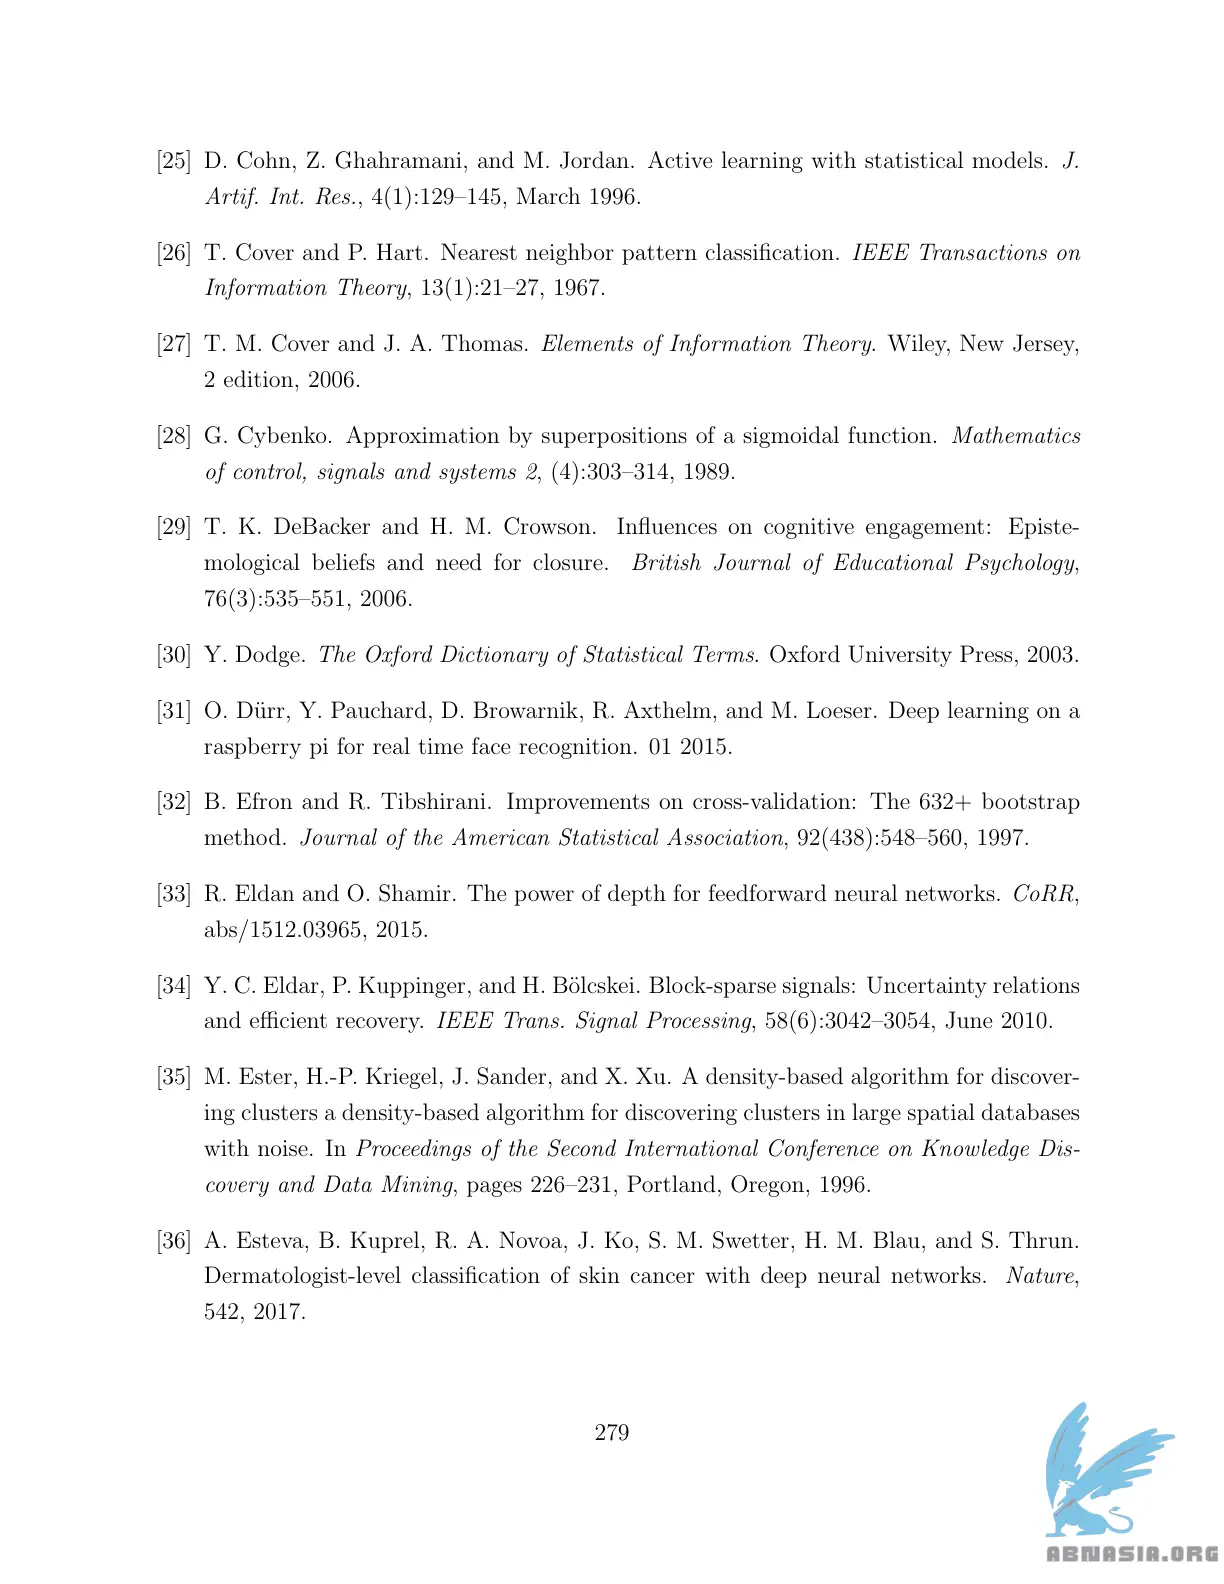 [25] D. Cohn, Z. Ghahramani, and M. Jordan. Active learning with statistical models. J.
Artif. Int. Res., 4(1):129–145, March 1996.
[26] T. Cover and P. Hart. Nearest neighbor pattern classification. IEEE Transactions on
Information Theory, 13(1):21–27, 1967.
[27] T. M. Cover and J. A. Thomas. Elements of Information Theory. Wiley, New Jersey,
2 edition, 2006.
[28] G. Cybenko. Approximation by superpositions of a sigmoidal function. Mathematics
of control, signals and systems 2, (4):303–314, 1989.
[29] T. K. DeBacker and H. M. Crowson. Influences on cognitive engagement: Episte-
mological beliefs and need for closure. British Journal of Educational Psychology,
76(3):535–551, 2006.
[30] Y. Dodge. The Oxford Dictionary of Statistical Terms. Oxford University Press, 2003.
[31] O. Dürr, Y. Pauchard, D. Browarnik, R. Axthelm, and M. Loeser. Deep learning on a
raspberry pi for real time face recognition. 01 2015.
[32] B. Efron and R. Tibshirani. Improvements on cross-validation: The 632+ bootstrap
method. Journal of the American Statistical Association, 92(438):548–560, 1997.
[33] R. Eldan and O. Shamir. The power of depth for feedforward neural networks. CoRR,
abs/1512.03965, 2015.
[34] Y. C. Eldar, P. Kuppinger, and H. Bölcskei. Block-sparse signals: Uncertainty relations
and efficient recovery. IEEE Trans. Signal Processing, 58(6):3042–3054, June 2010.
[35] M. Ester, H.-P. Kriegel, J. Sander, and X. Xu. A density-based algorithm for discover-
ing clusters a density-based algorithm for discovering clusters in large spatial databases
with noise. In Proceedings of the Second International Conference on Knowledge Dis-
covery and Data Mining, pages 226–231, Portland, Oregon, 1996.
[36] A. Esteva, B. Kuprel, R. A. Novoa, J. Ko, S. M. Swetter, H. M. Blau, and S. Thrun.
Dermatologist-level classification of skin cancer with deep neural networks. Nature,
542, 2017.
279
ABNASIA.ORG